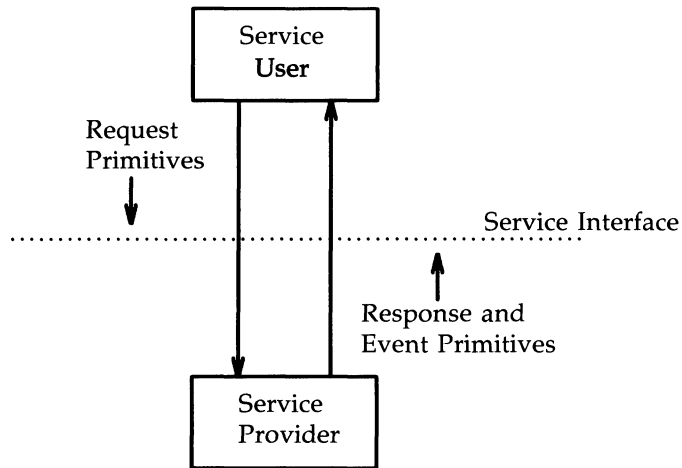 Service
User
Request
Primitives
Service Interface
Response and
Event Primitives
Service
Provider